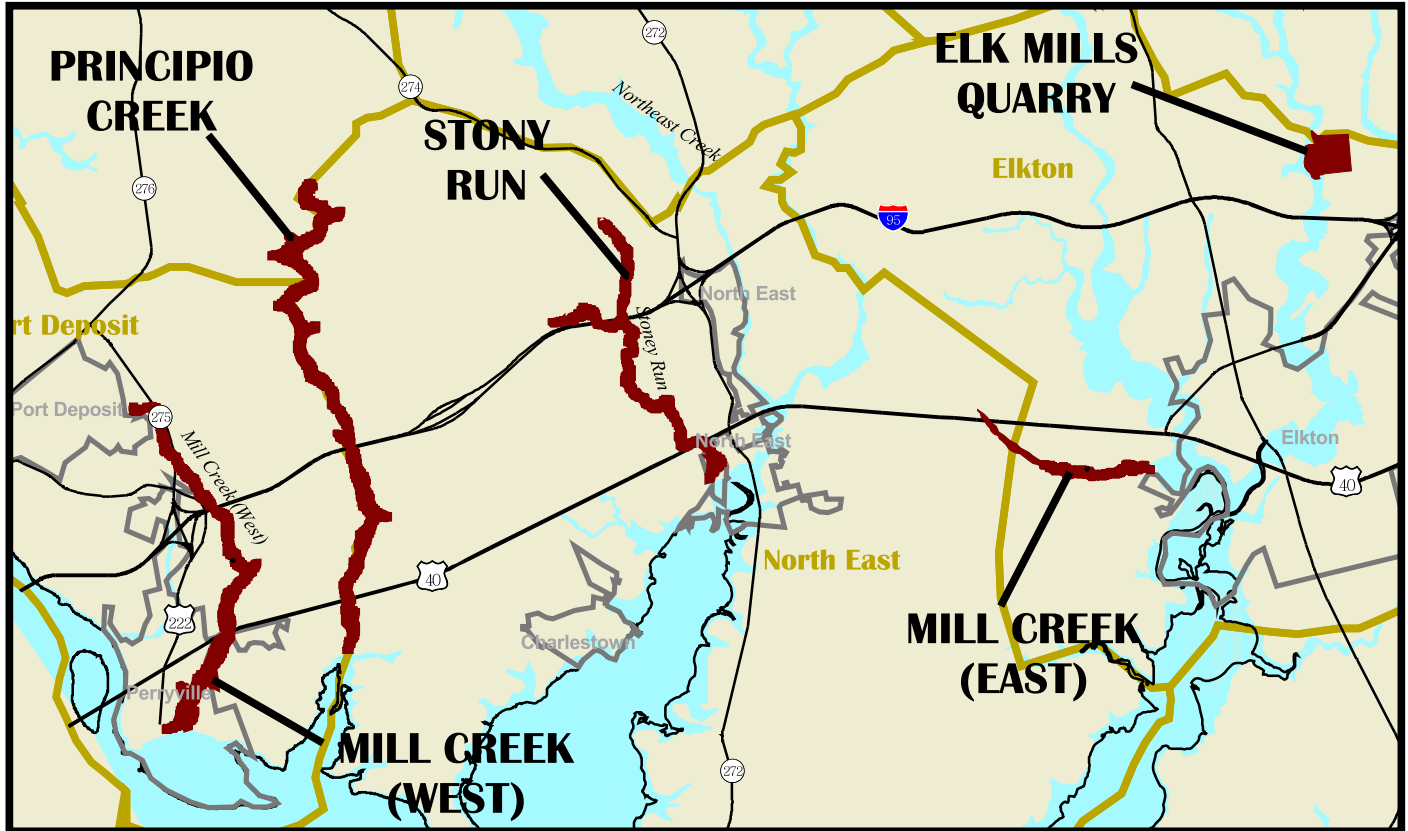 PRINCIPIO
CREEK
STONY
RUN
ELK MILLS
QUARRY
272
274
276
Northeast Creek
Elkton
95
North East
rt Deposit
Stoney Run
Port Deposit
275
Mill Creek (West)
North East
Elkton
40
40
222
North East
Charlestown
Perryville
MILL CREEK
(EAST)
MILL CREEK
(WEST)
272